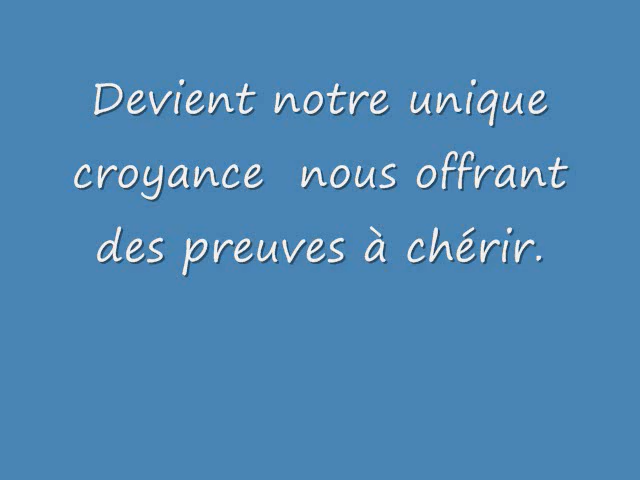 Devient notre unique
croyance  nous offrant
des preuves à chérir.